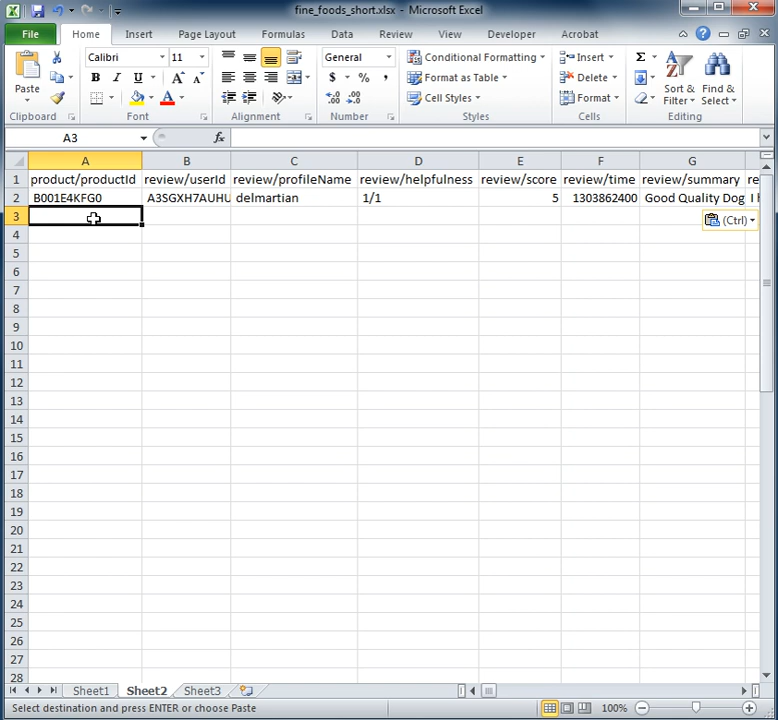 fine_foods_short.xlsx - Microsoft Excel
File Home Insert Page Layout Formulas Data Review View Developer Acrobat
Paste
Calibri 11
B I U
A A
Clipboard
Font
Alignment
General
$ % ,
Number
Conditional Formatting
Format as Table
Cell Styles
Styles
Insert
Delete
Format
Cells
Σ
Sort & Filter
Find & Select
Editing
A3 fx
A B C D E F G
1 product/productId review/userId review/profileName review/helpfulness review/score review/time review/summary re
2 B001E4KFG0 A3SGXH7AUHU delmartian 1/1 5 1303862400 Good Quality Dog I h
3 (Ctrl)
4
5
6
7
8
9
10
11
12
13
14
15
16
17
18
19
20
21
22
23
24
25
26
27
28
Sheet1 Sheet2 Sheet3
Select destination and press ENTER or choose Paste 100%